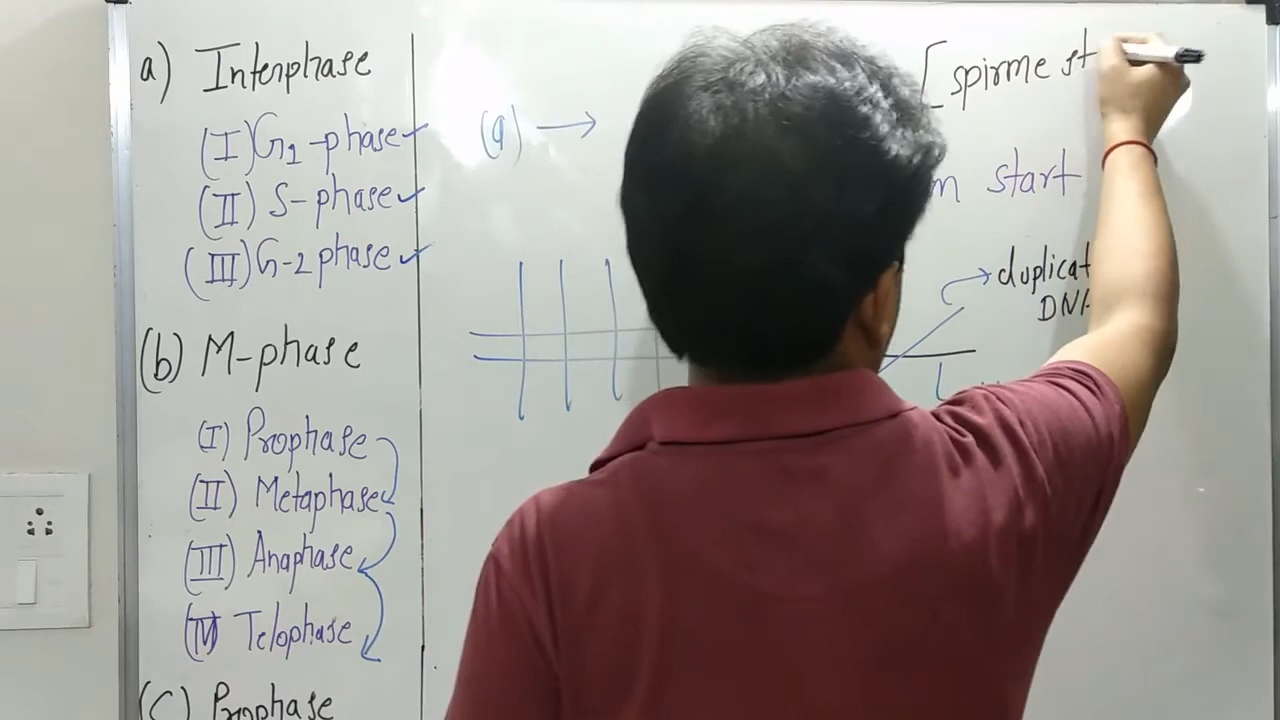 a) Interphase
(I) G1-phase
(II) S-phase
(III) G-2 phase
(b) M-phase
(I) Prophase
(II) Metaphase
(III) Anaphase
(IV) Telophase
(C) Prophase
(a) →
[spirme st
start
duplicat
DNA